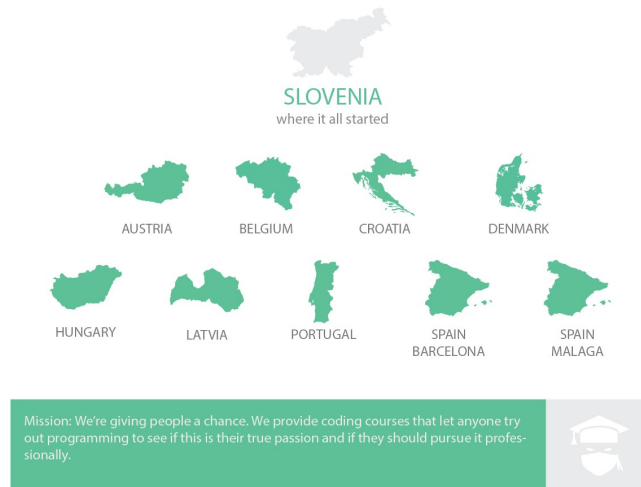 SLOVENIA
where it all started
AUSTRIA
BELGIUM
CROATIA
DENMARK
HUNGARY
LATVIA
PORTUGAL
SPAIN
BARCELONA
SPAIN
MALAGA
Mission: We're giving people a chance. We provide coding courses that let anyone try
out programming to see if this is their true passion and if they should pursue it profes-
sionally.